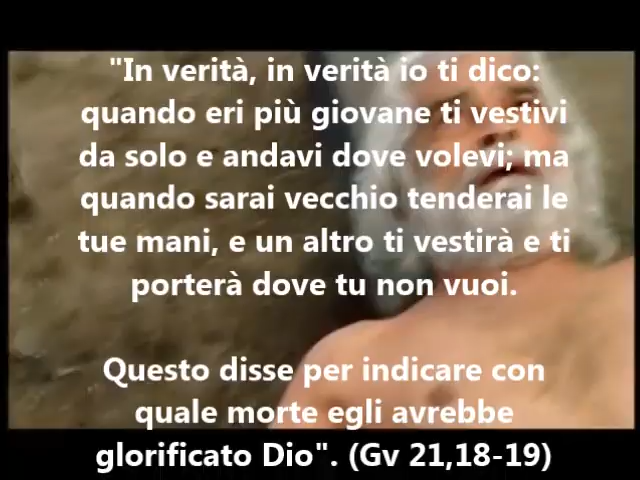 "In verità, in verità io ti dico:
quando eri più giovane ti vestivi
da solo e andavi dove volevi; ma
quando sarai vecchio tenderai le
tue mani, e un altro ti vestirà e ti
porterà dove tu non vuoi.
Questo disse per indicare con
quale morte egli avrebbe
glorificato Dio". (Gv 21,18-19)